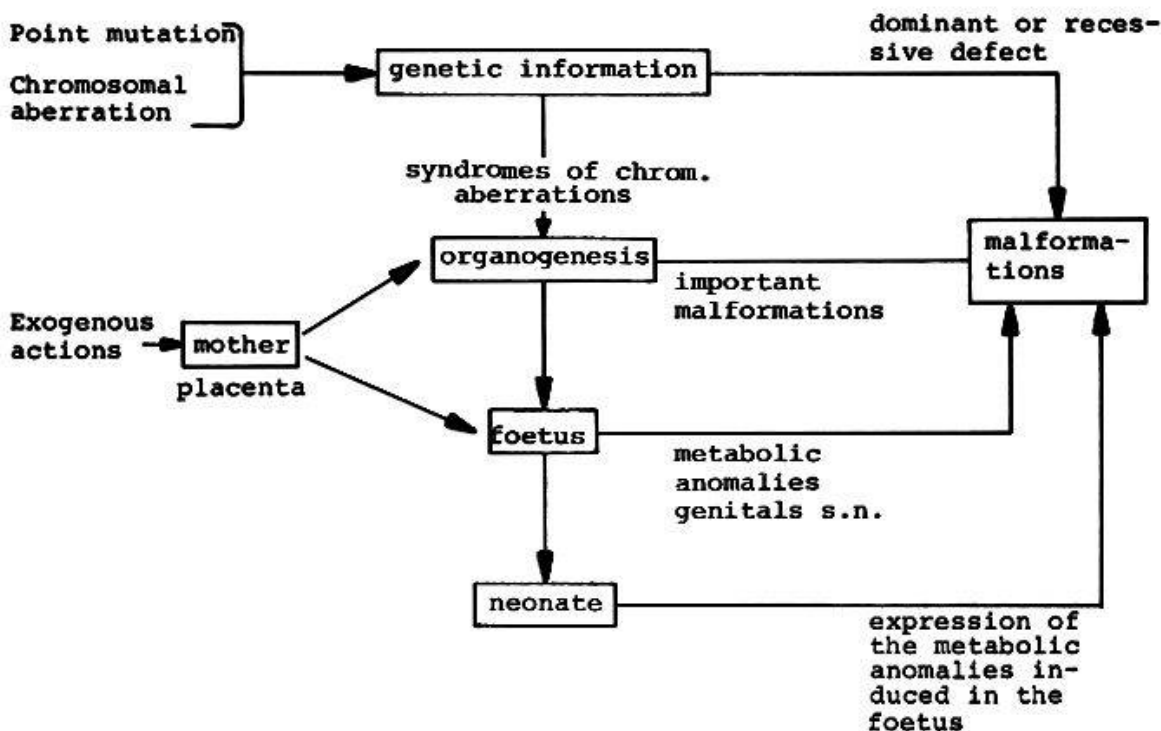 Point mutation
Chromosomal
aberration
genetic information
dominant or reces-
sive defect
syndromes of chrom.
aberrations
organogenesis
important
malformations
malforma-
tions
Exogenous
actions
mother
placenta
foetus
metabolic
anomalies
genitals s.n.
neonate
expression of
the metabolic
anomalies in-
duced in the
foetus